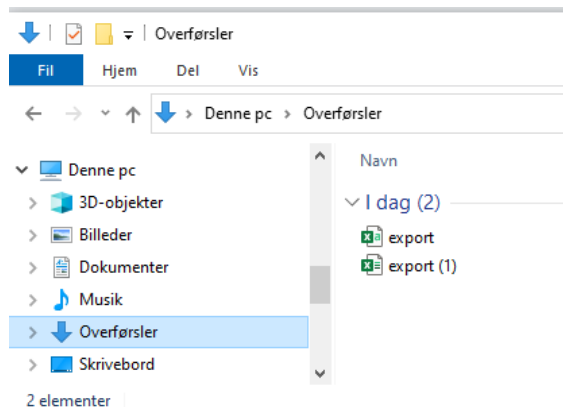 Overførsler
Fil Hjem Del Vis
Denne pc Overførsler
Denne pc
3D-objekter
Billeder
Dokumenter
Musik
Overførsler
Skrivebord
Navn
I dag (2)
export
export (1)
2 elementer